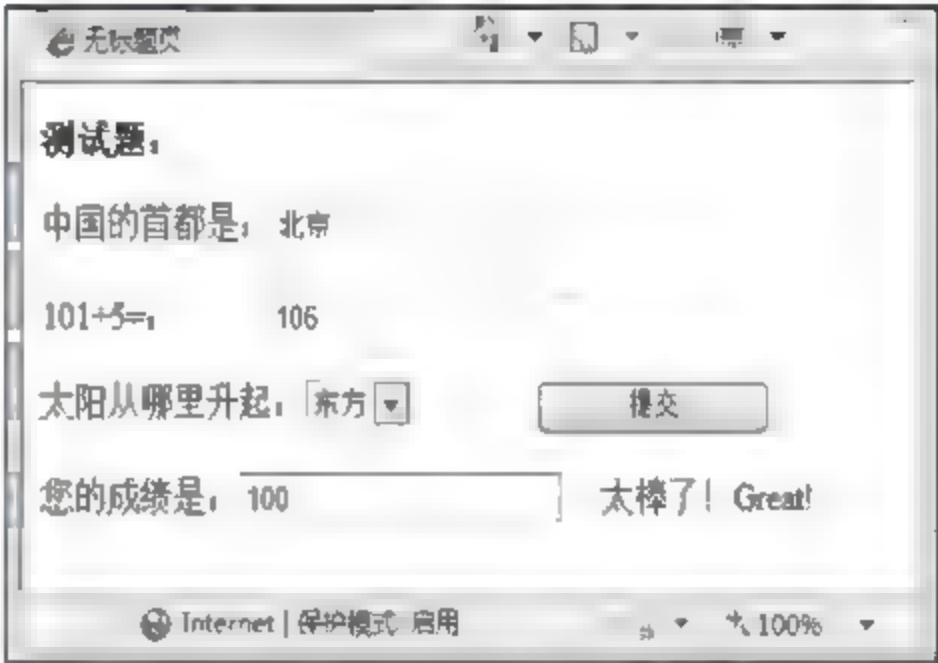 无标题页
测试题:
中国的首都是: 北京
101+5=: 106
太阳从哪里升起: 东方 提交
您的成绩是: 100 太棒了! Great!
Internet | 保护模式 启用 100%